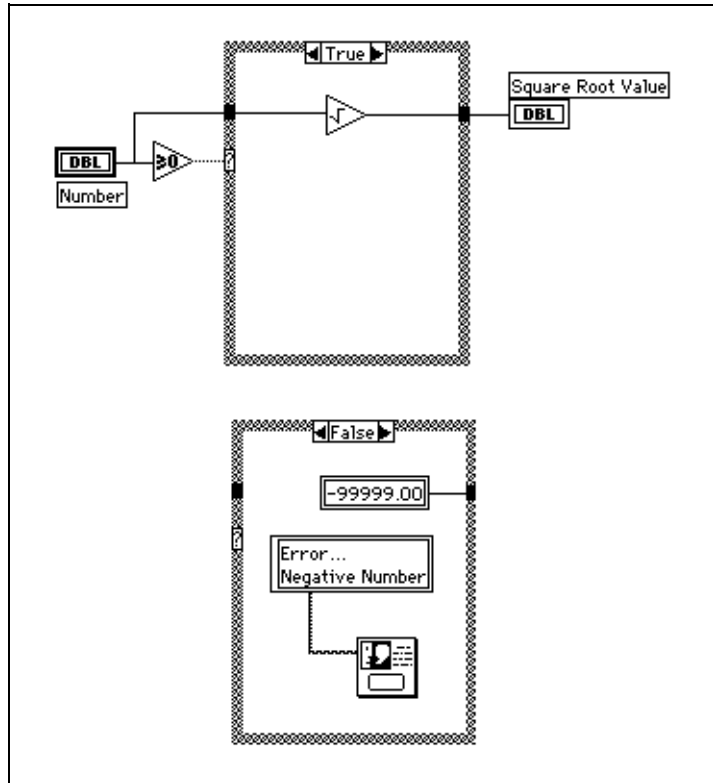 True
Square Root Value
DBL
DBL
≥0
?
Number
False
-99999.00
?
Error...
Negative Number